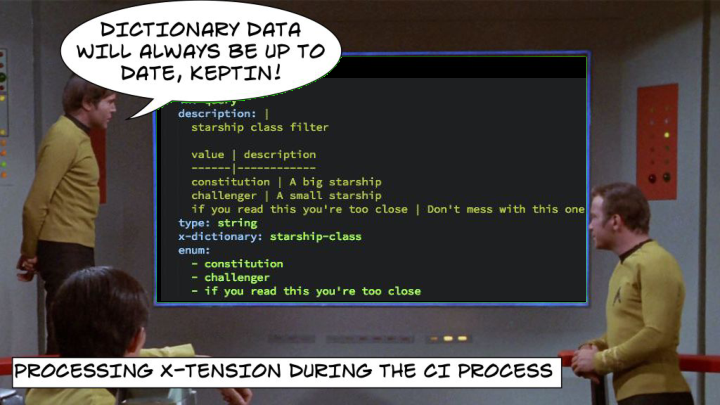 DICTIONARY DATA
WILL ALWAYS BE UP TO
DATE, KEPTIN!
description: |
starship class filter
value | description
------|------------
constitution | A big starship
challenger | A small starship
if you read this you're too close | Don't mess with this one
type: string
x-dictionary: starship-class
enum:
- constitution
- challenger
- if you read this you're too close
PROCESSING X-TENSION DURING THE CI PROCESS